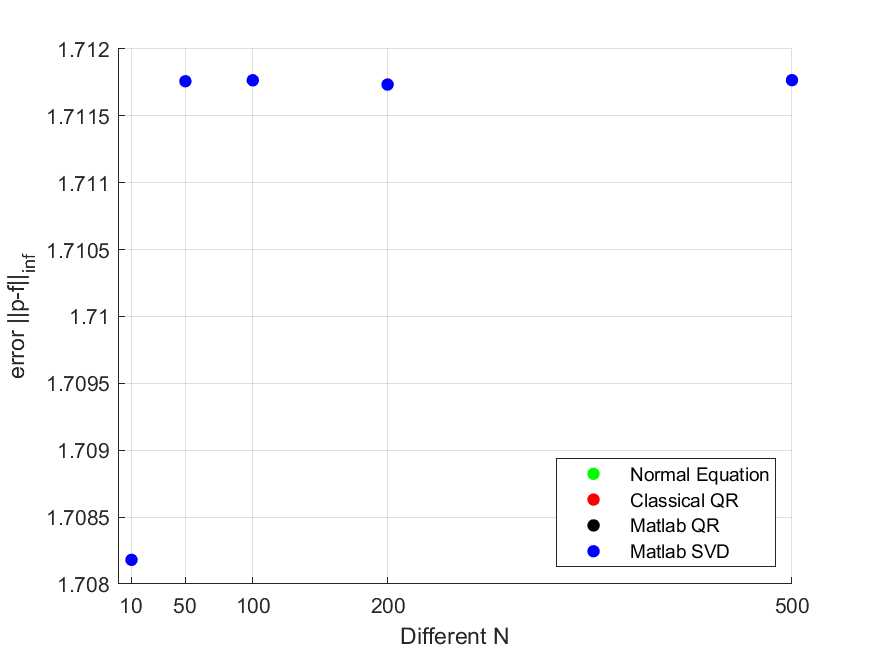 1.712
1.7115
1.711
1.7105
1.71
1.7095
1.709
1.7085
1.708
error ||p-f||inf
10 50 100 200 500
Different N
Normal Equation
Classical QR
Matlab QR
Matlab SVD